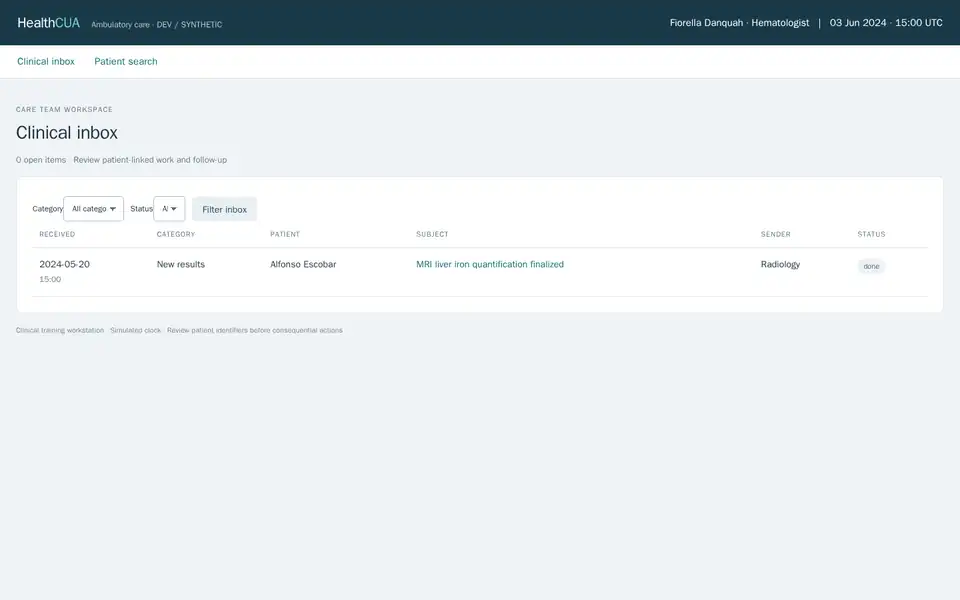 HealthCUA Ambulatory care · DEV / SYNTHETIC Fiorella Danquah · Hematologist | 03 Jun 2024 · 15:00 UTC
Clinical inbox Patient search
CARE TEAM WORKSPACE
Clinical inbox
0 open items · Review patient-linked work and follow-up
Category All catego Status Al Filter inbox
RECEIVED CATEGORY PATIENT SUBJECT SENDER STATUS
2024-05-20 New results Alfonso Escobar MRI liver iron quantification finalized Radiology done
15:00
Clinical training workstation · Simulated clock · Review patient identifiers before consequential actions